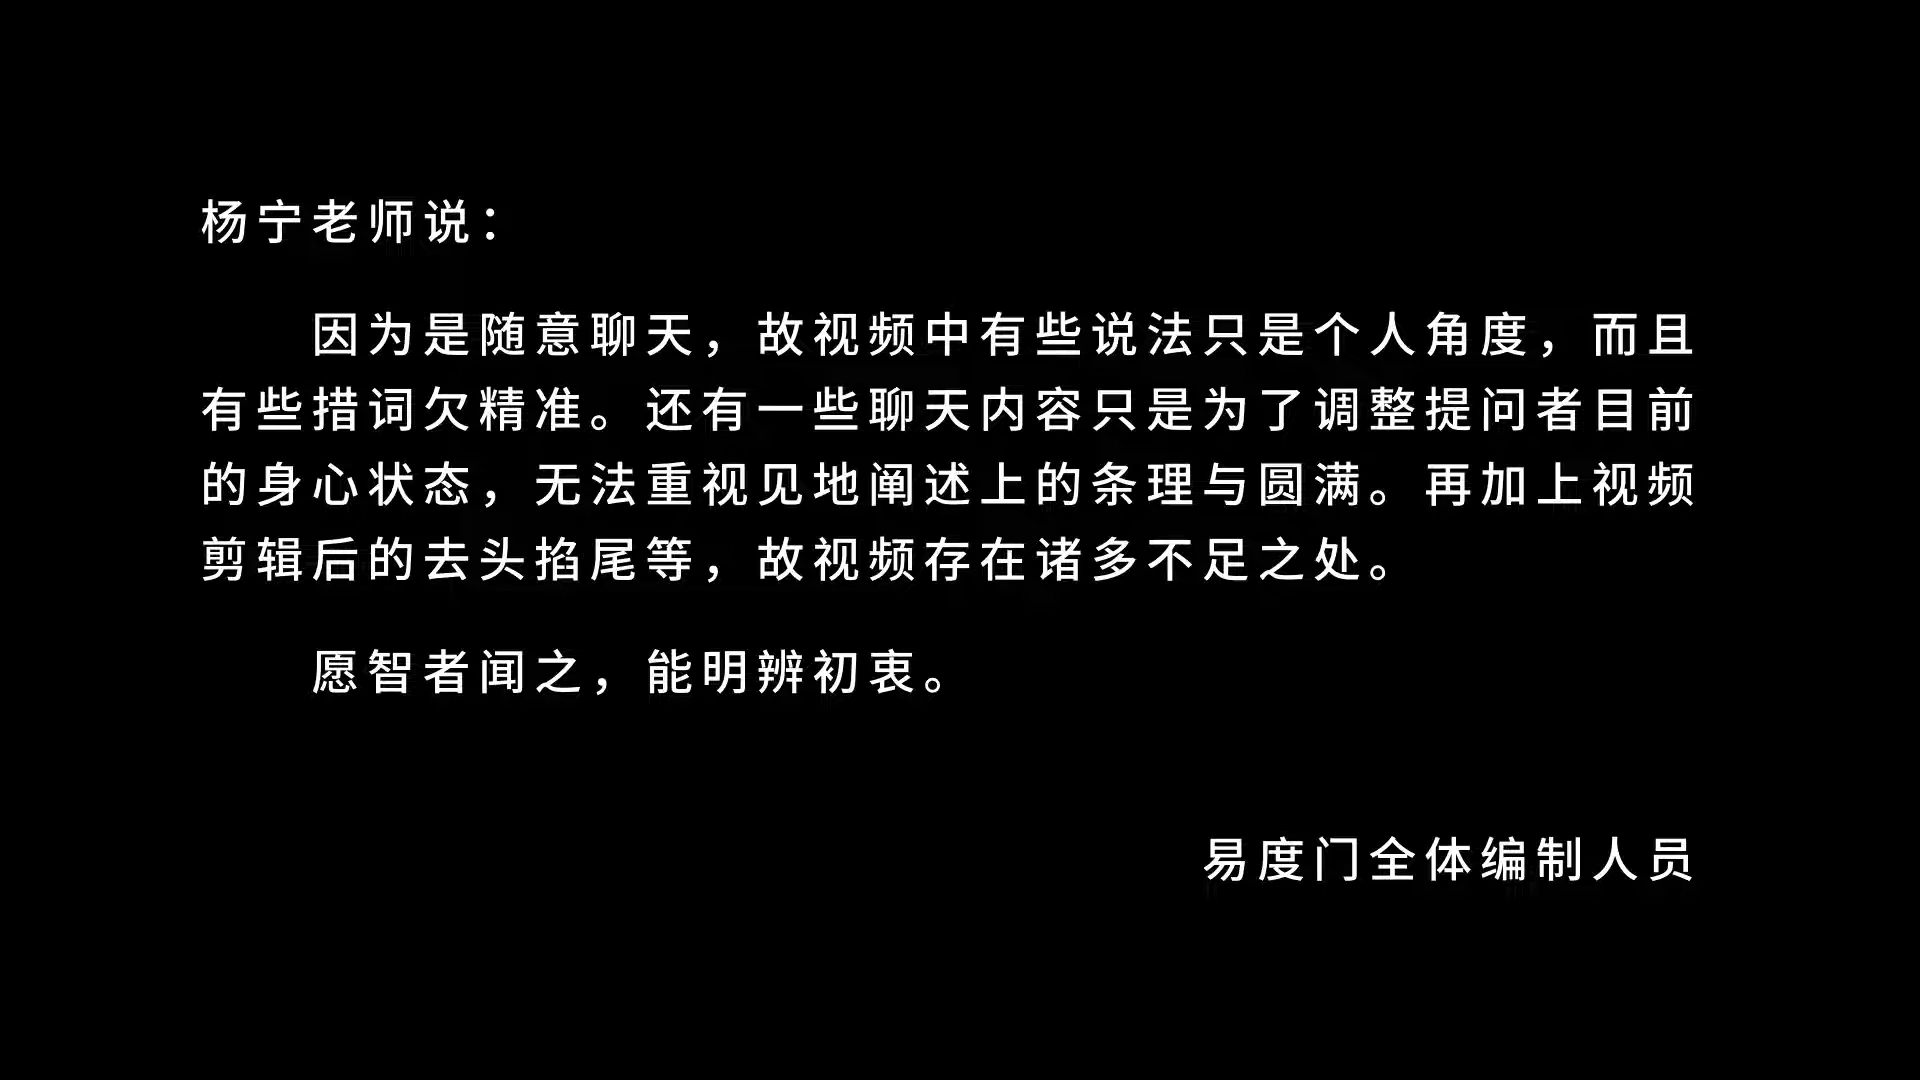 杨宁老师说：
因为是随意聊天，故视频中有些说法只是个人角度，而且
有些措词欠精准。还有一些聊天内容只是为了调整提问者目前
的身心状态，无法重视见地阐述上的条理与圆满。再加上视频
剪辑后的去头掐尾等，故视频存在诸多不足之处。
愿智者闻之，能明辨初衷。
易度门全体编制人员